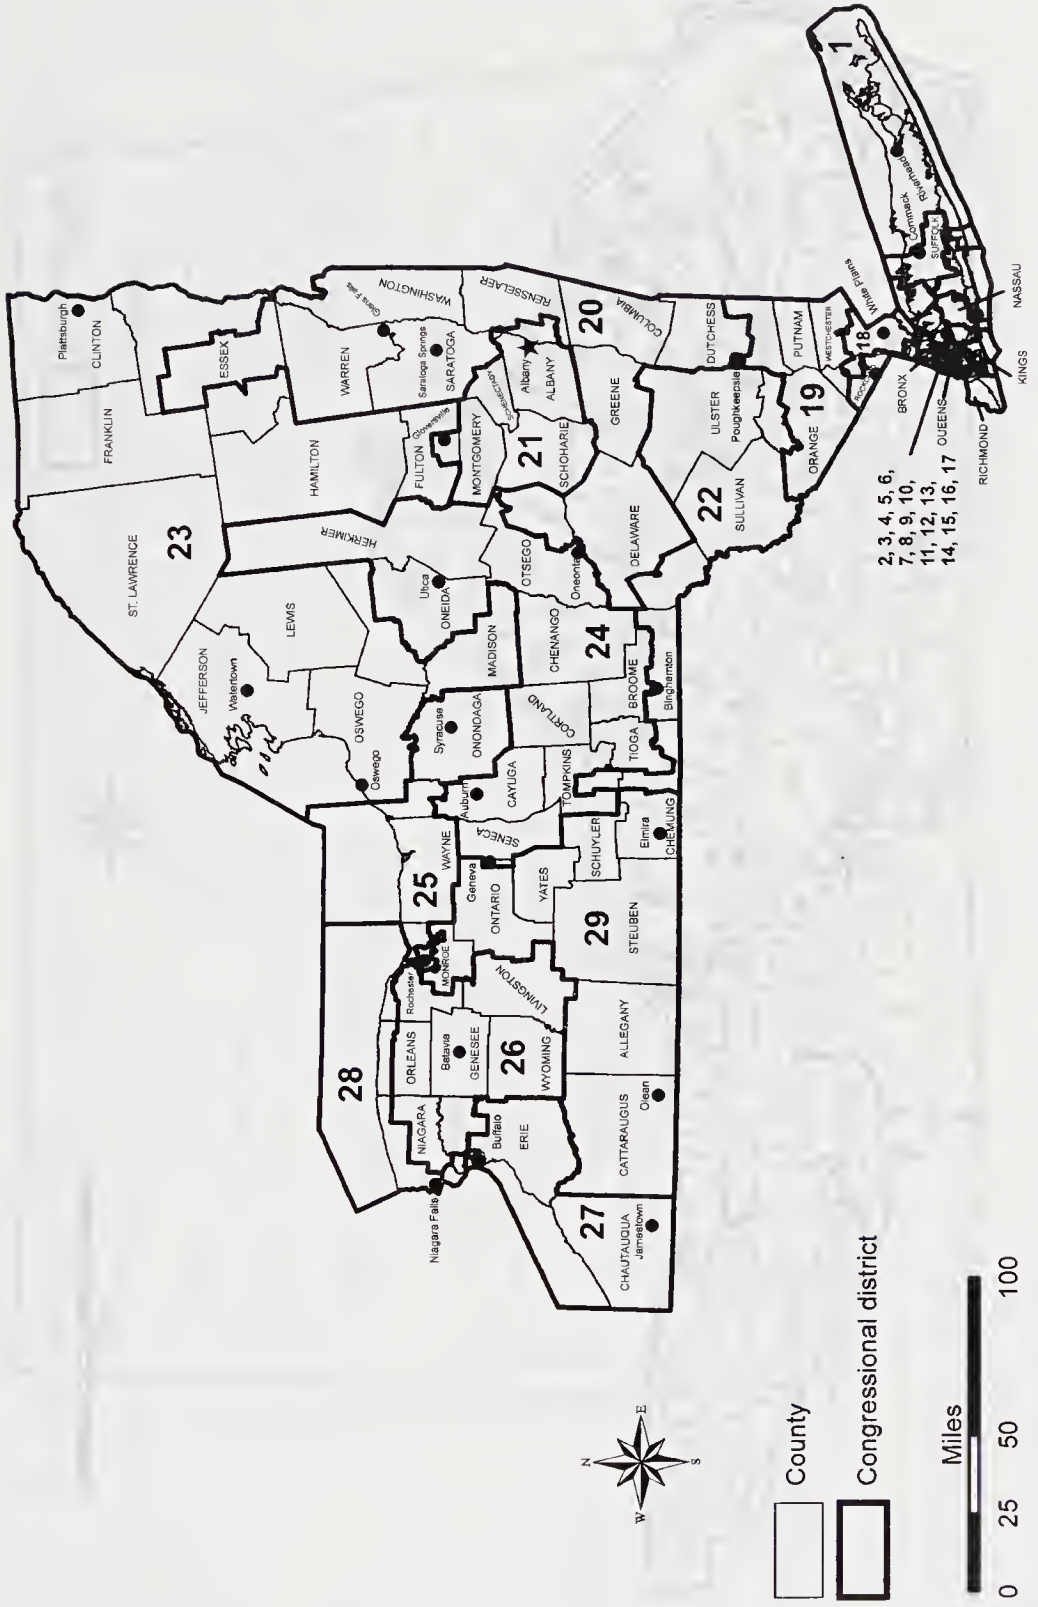 Plattsburgh
CLINTON
FRANKLIN
ESSEX
ST. LAWRENCE
23
HAMILTON
WARREN
Glens Falls
WASHINGTON
Saratoga Springs
SARATOGA
JEFFERSON
Watertown
LEWIS
HERKIMER
FULTON
Gloversville
MONTGOMERY
SCHENECTADY
RENSSELAER
Albany
ALBANY
OSWEGO
Oswego
Utica
ONEIDA
21
SCHOHARIE
20
COLUMBIA
GREENE
Syracuse
ONONDAGA
MADISON
OTSEGO
Oneonta
DELAWARE
28
25
WAYNE
Auburn
CAYUGA
CORTLAND
CHENANGO
24
Rochester
MONROE
Geneva
ONTARIO
SENECA
TOMPKINS
TIOGA
BROOME
Binghamton
NIAGARA
ORLEANS
Niagara Falls
Batavia
GENESEE
26
WYOMING
LIVINGSTON
YATES
SCHUYLER
Elmira
CHEMUNG
Buffalo
ERIE
29
STEUBEN
ALLEGANY
CATTARAUGUS
Olean
27
CHAUTAUQUA
Jamestown
ULSTER
Poughkeepsie
DUTCHESS
22
SULLIVAN
ORANGE
19
PUTNAM
WESTCHESTER
ROCKLAND
18
White Plains
1
Riverhead
Commack
SUFFOLK
BRONX
2, 3, 4, 5, 6,
7, 8, 9, 10,
11, 12, 13,
14, 15, 16, 17
QUEENS
RICHMOND
KINGS
NASSAU
N
W
E
S
County
Congressional district
Miles
0 25 50 100